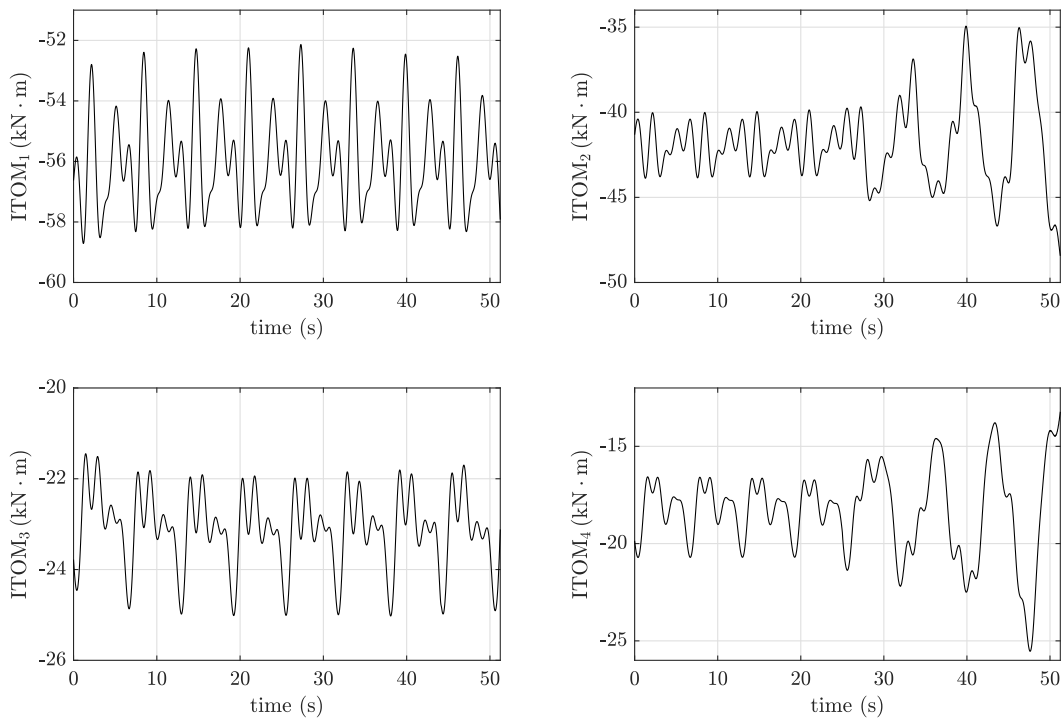 -52
-54
-56
-58
-60
ITOM₁ (kN · m)
0 10 20 30 40 50
time (s)
-35
-40
-45
-50
ITOM₂ (kN · m)
0 10 20 30 40 50
time (s)
-20
-22
-24
-26
ITOM₃ (kN · m)
0 10 20 30 40 50
time (s)
-15
-20
-25
ITOM₄ (kN · m)
0 10 20 30 40 50
time (s)